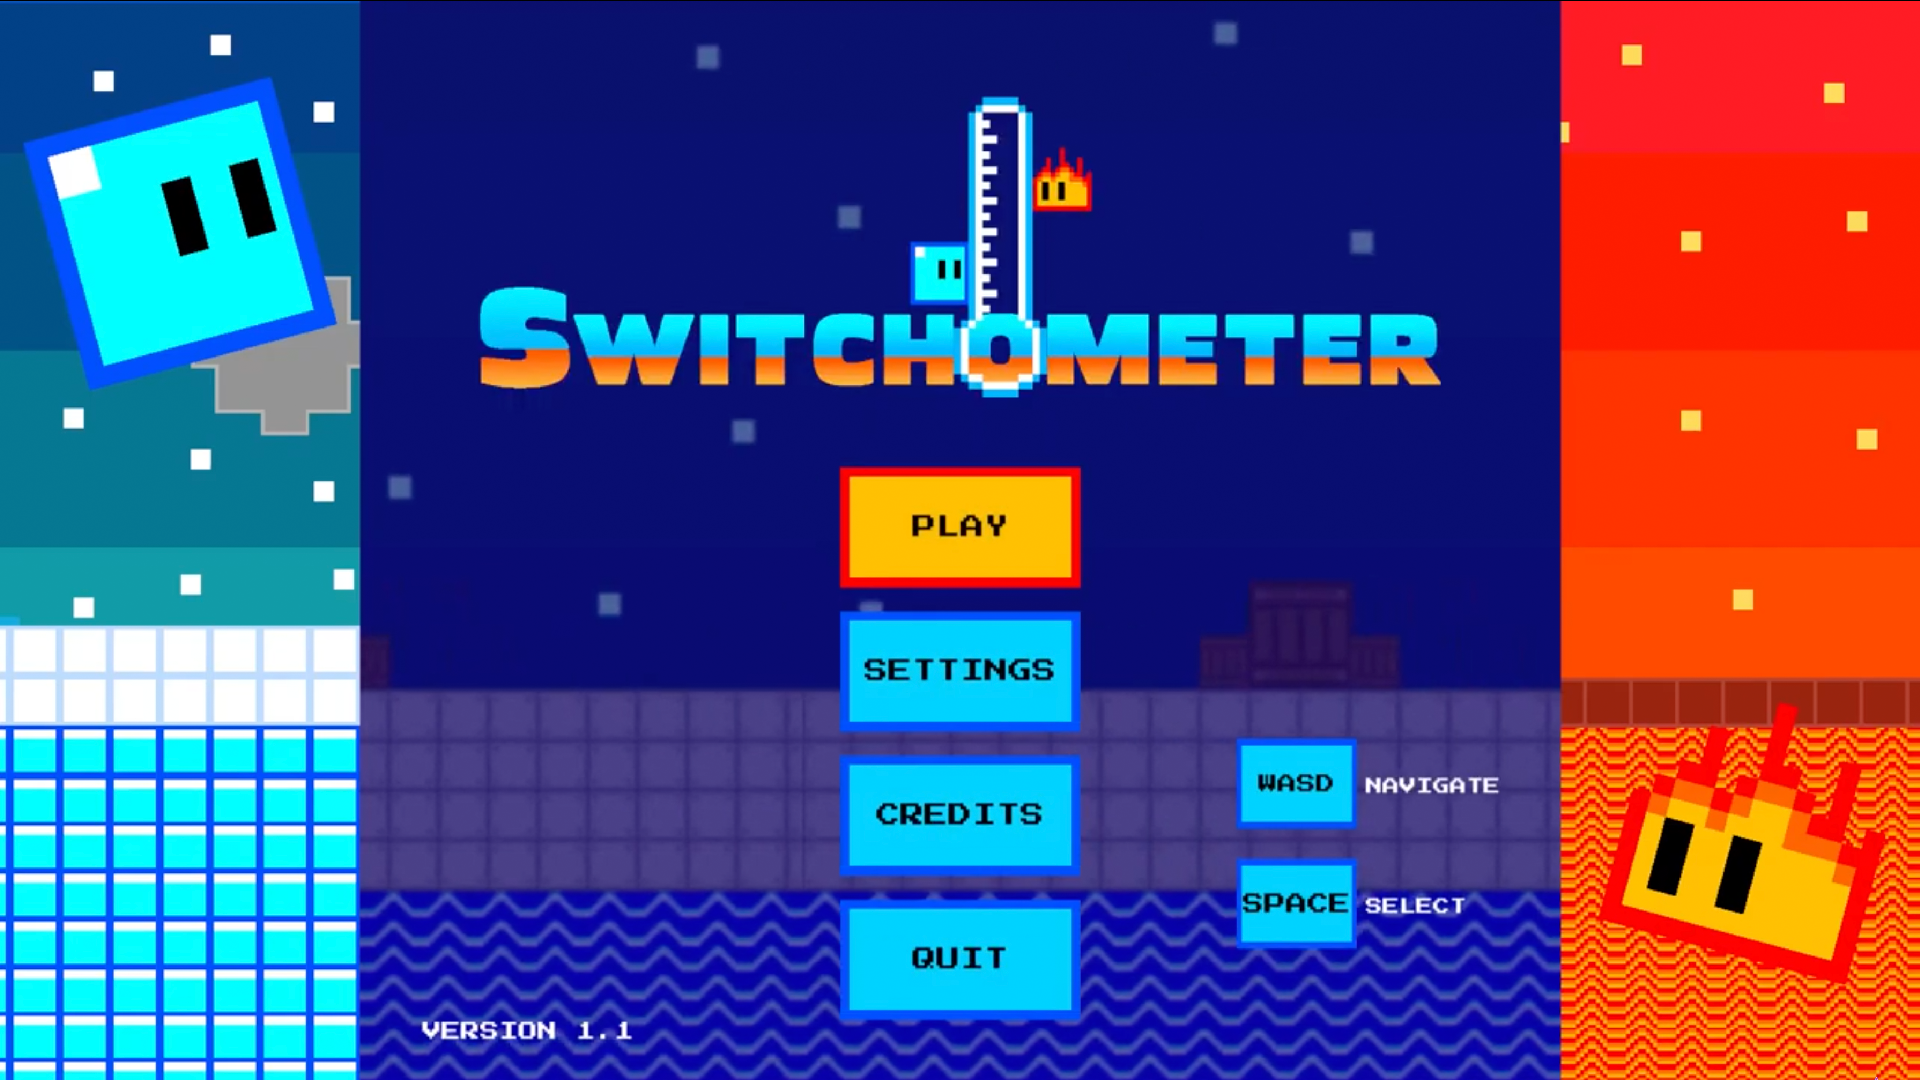 SWITCHOMETER
PLAY
SETTINGS
CREDITS
QUIT
WASD NAVIGATE
SPACE SELECT
VERSION 1.1